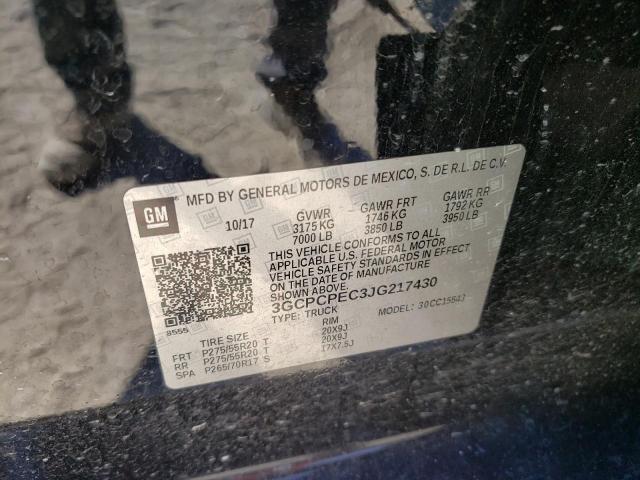 MFD BY GENERAL MOTORS DE MEXICO, S. DE R.L. DE C.V.
GM
10/17 GVWR GAWR FRT GAWR RR
3175 KG 1746 KG 1792 KG
7000 LB 3850 LB 3950 LB
THIS VEHICLE CONFORMS TO ALL
APPLICABLE U.S. FEDERAL MOTOR
VEHICLE SAFETY STANDARDS IN EFFECT
ON THE DATE OF MANUFACTURE
SHOWN ABOVE.
3GCPCPEC3JG217430
TYPE: TRUCK MODEL: 30CC15543
8555
TIRE SIZE RIM
FRT P275/55R20 T 20X9J
RR P275/55R20 T 20X9J
SPA P265/70R17 S 17X7.5J